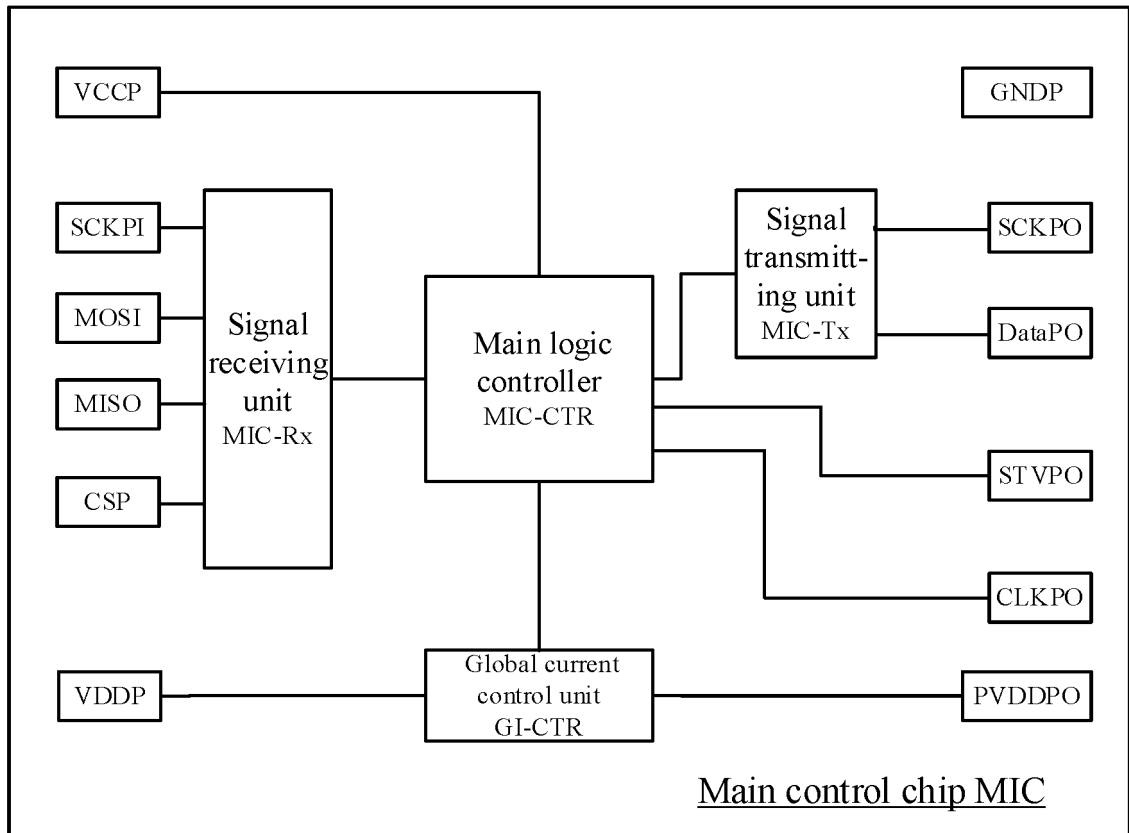 VCCP
GNDP
SCKPI
MOSI
MISO
CSP
Signal
receiving
unit
MIC-Rx
Main logic
controller
MIC-CTR
Signal
transmitt-
ing unit
MIC-Tx
SCKPO
DataPO
STVPO
CLKPO
VDDP
Global current
control unit
GI-CTR
PVDDPO
Main control chip MIC